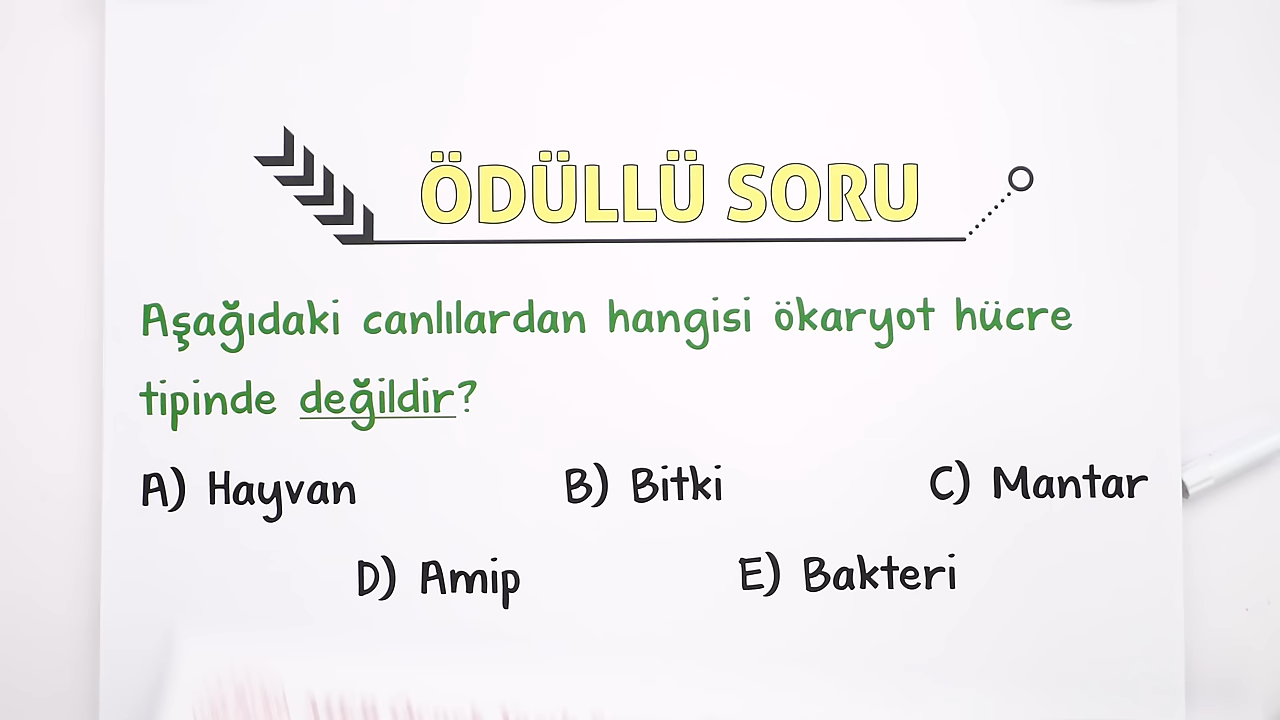 ÖDÜLLÜ SORU
Aşağıdaki canlılardan hangisi ökaryot hücre
tipinde değildir?
A) Hayvan B) Bitki C) Mantar
D) Amip E) Bakteri